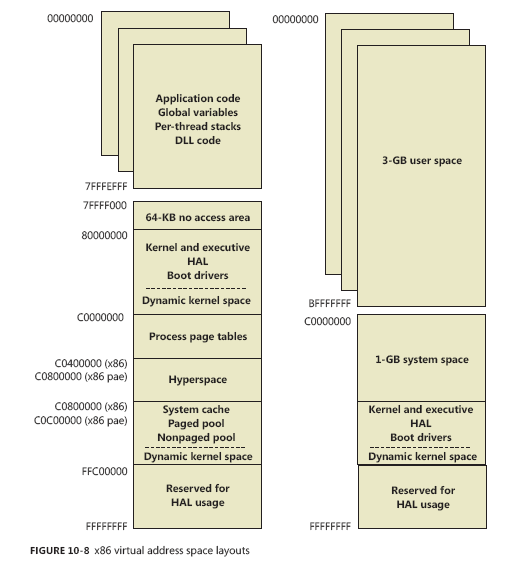 00000000
Application code
Global variables
Per-thread stacks
DLL code
7FFFEFFF
7FFFF000
64-KB no access area
80000000
Kernel and executive
HAL
Boot drivers
Dynamic kernel space
C0000000
Process page tables
C0400000 (x86)
C0800000 (x86 pae)
Hyperspace
C0800000 (x86)
C0C00000 (x86 pae)
System cache
Paged pool
Nonpaged pool
Dynamic kernel space
FFC00000
Reserved for
HAL usage
FFFFFFFF
00000000
3-GB user space
BFFFFFFF
C0000000
1-GB system space
Kernel and executive
HAL
Boot drivers
Dynamic kernel space
Reserved for
HAL usage
FFFFFFFF
FIGURE 10-8 x86 virtual address space layouts